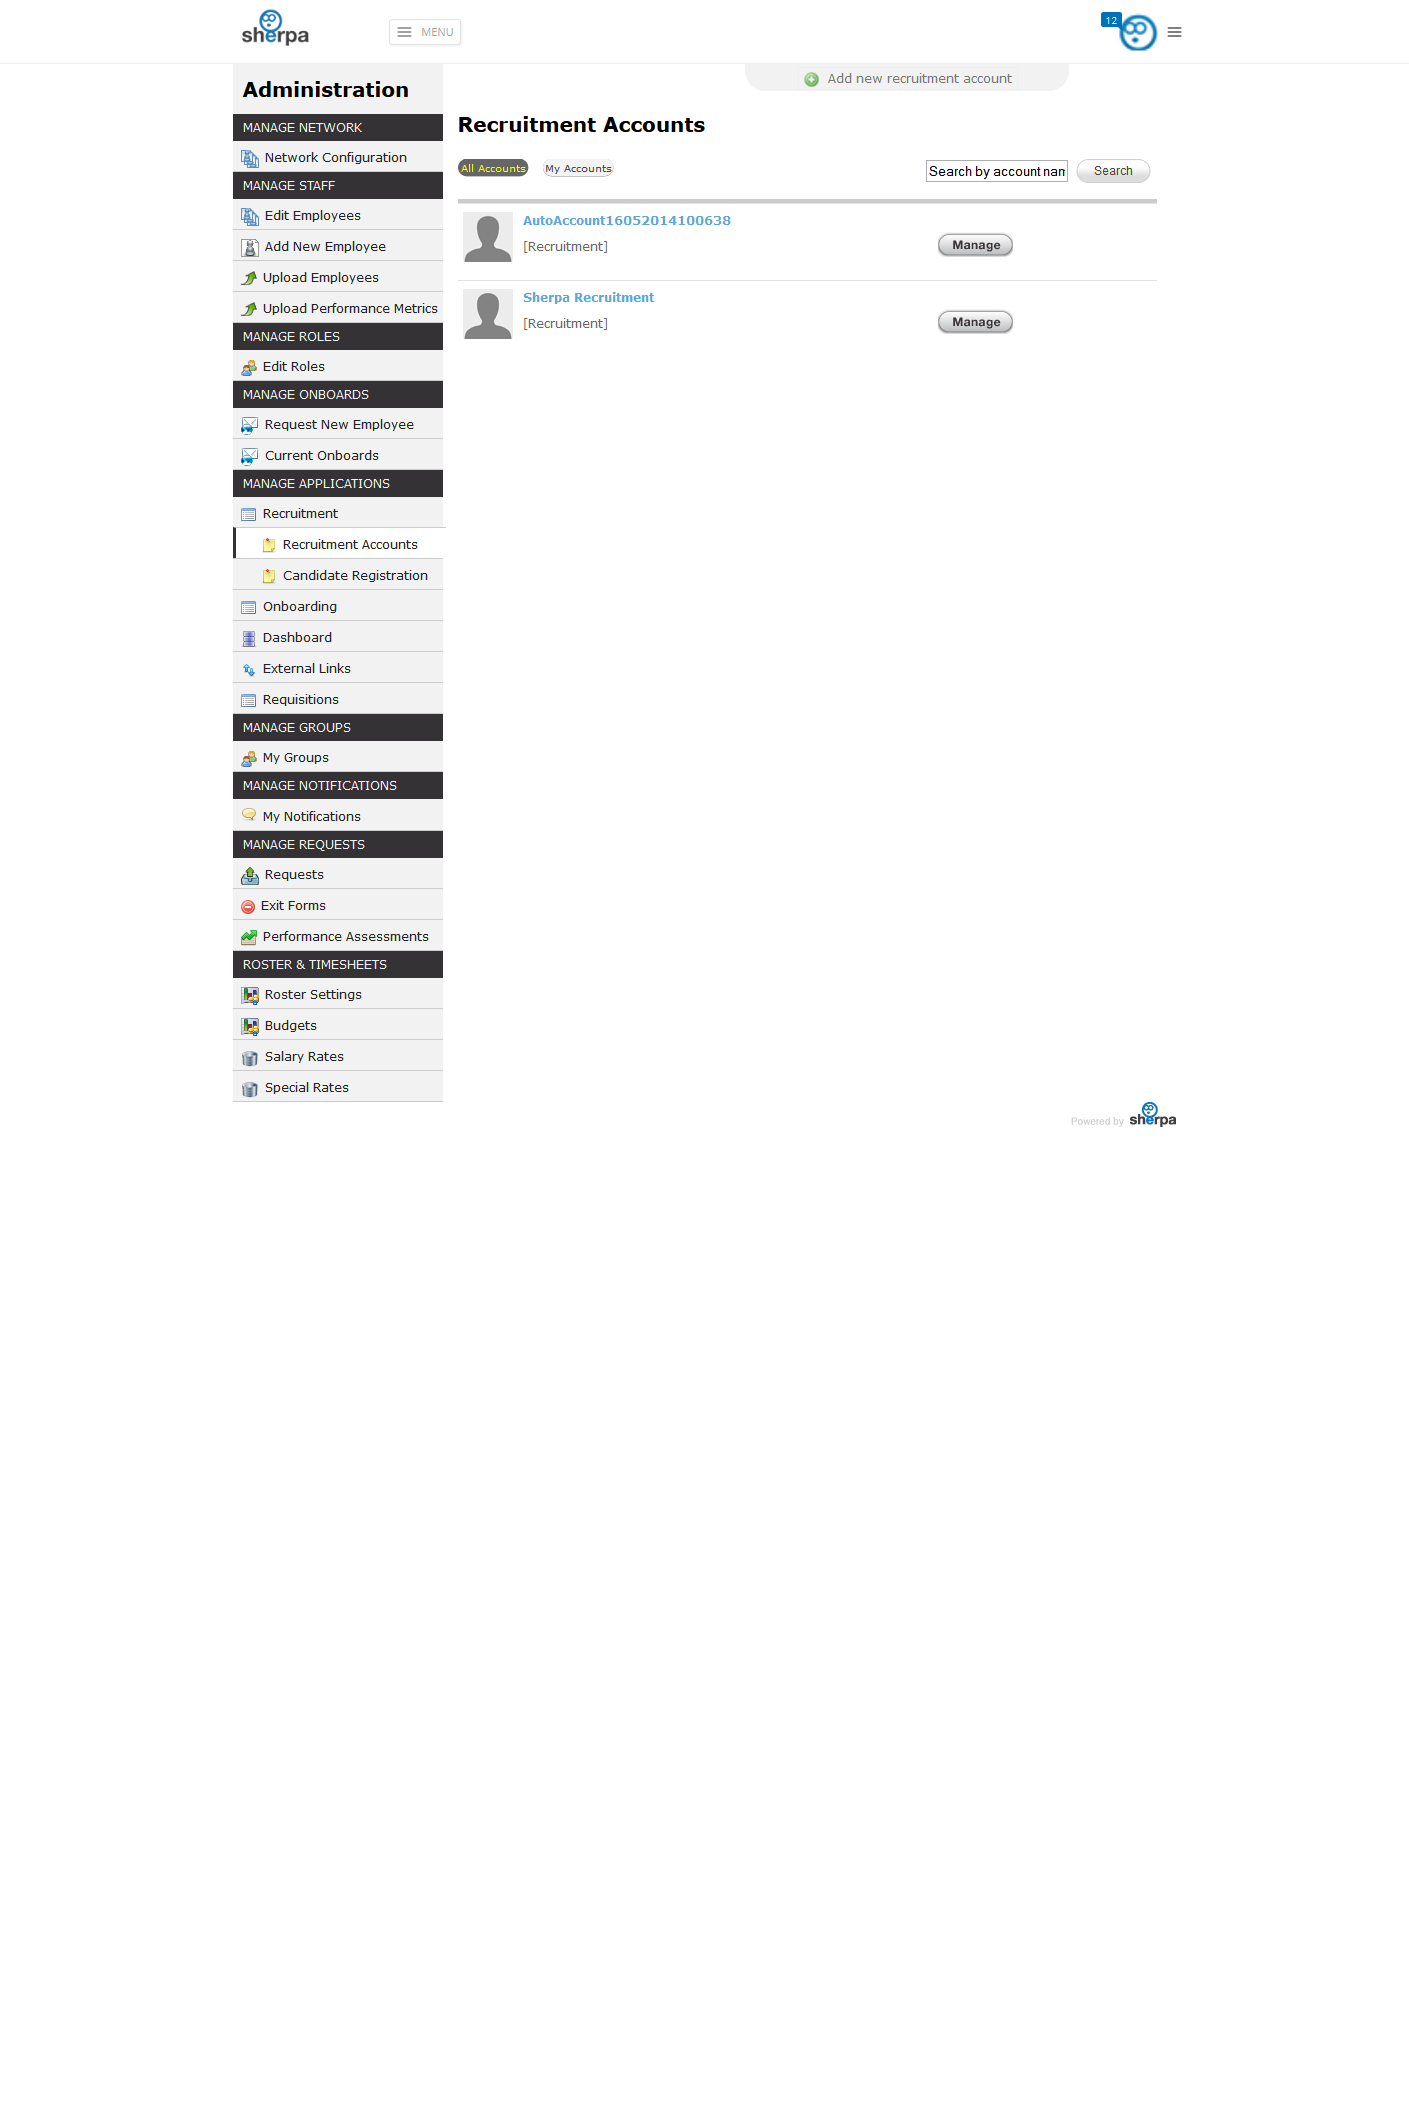 sherpa
MENU
12
Administration
MANAGE NETWORK
Network Configuration
MANAGE STAFF
Edit Employees
Add New Employee
Upload Employees
Upload Performance Metrics
MANAGE ROLES
Edit Roles
MANAGE ONBOARDS
Request New Employee
Current Onboards
MANAGE APPLICATIONS
Recruitment
Recruitment Accounts
Candidate Registration
Onboarding
Dashboard
External Links
Requisitions
MANAGE GROUPS
My Groups
MANAGE NOTIFICATIONS
My Notifications
MANAGE REQUESTS
Requests
Exit Forms
Performance Assessments
ROSTER & TIMESHEETS
Roster Settings
Budgets
Salary Rates
Special Rates
Add new recruitment account
Recruitment Accounts
All Accounts My Accounts Search by account nam Search
AutoAccount16052014100638
[Recruitment]
Manage
Sherpa Recruitment
[Recruitment]
Manage
Powered by sherpa